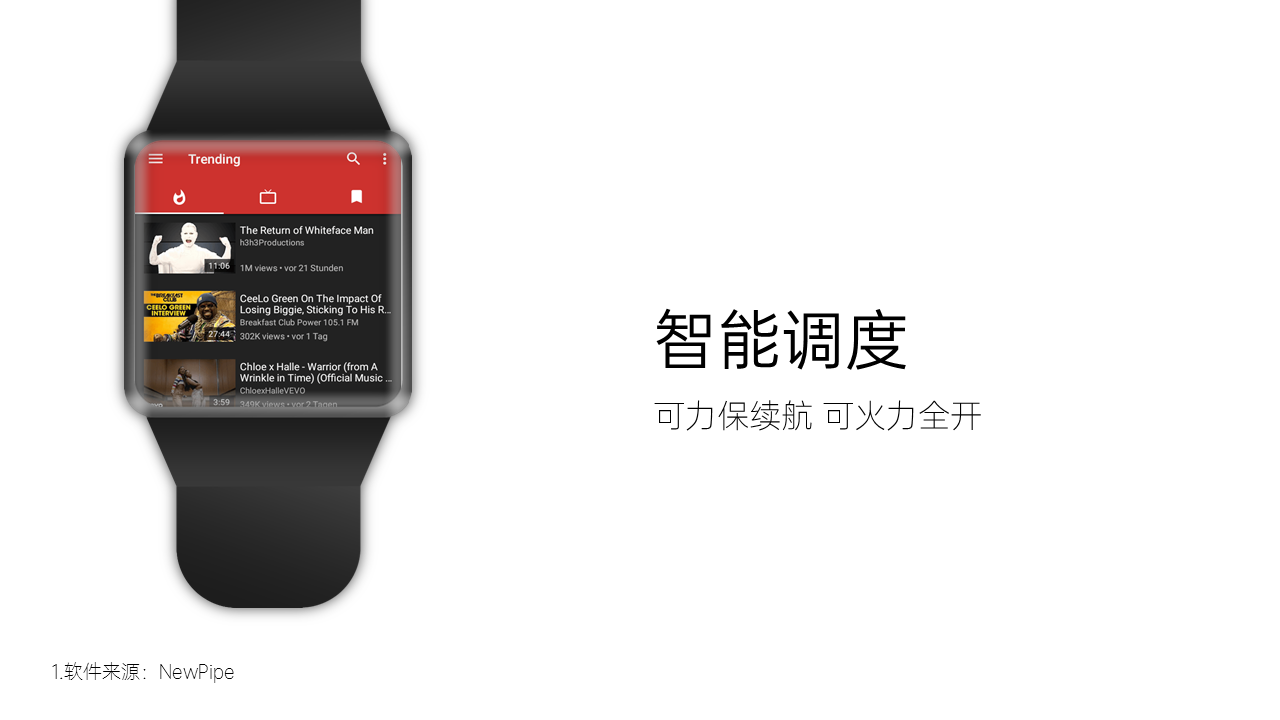 Trending
The Return of Whiteface Man
h3h3Productions
11:06
1M views • vor 21 Stunden
THE BREAKFAST
CLUB
CEELO GREEN
INTERVIEW
27:44
CeeLo Green On The Impact Of
Losing Biggie, Sticking To His R...
Breakfast Club Power 105.1 FM
302K views • vor 1 Tag
Chloe x Halle - Warrior (from A
Wrinkle in Time) (Official Music ...
ChloexHalleVEVO
3:59
349K views • vor 2 Tagen
智能调度
可力保续航 可火力全开
1.软件来源：NewPipe